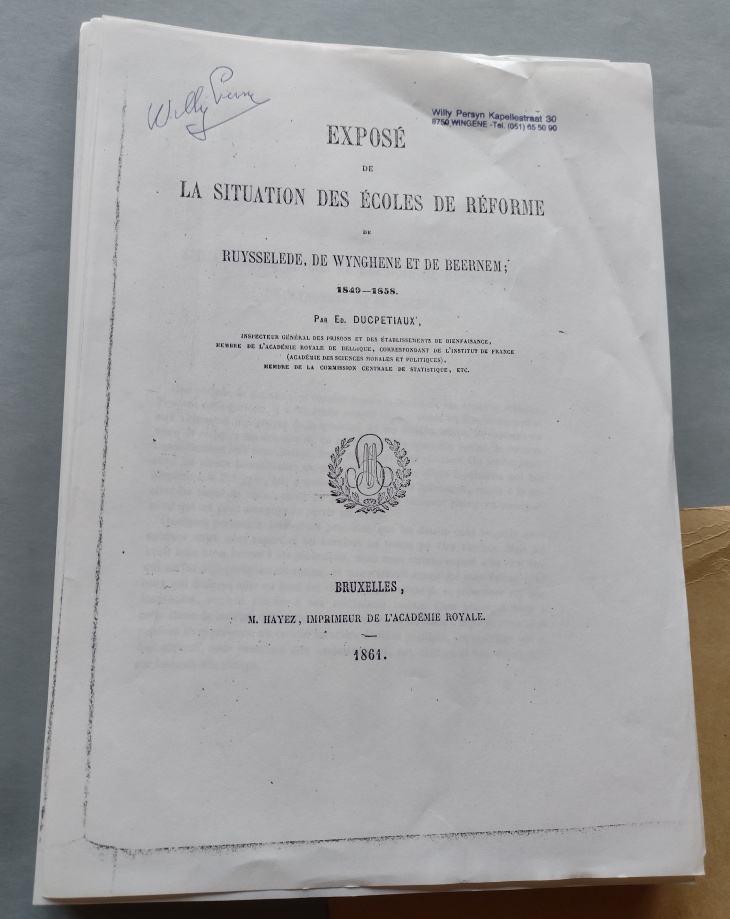 Willy Persyn Kapellestraat 30
8750 WINGENE - Tel. (051) 65 50 90
EXPOSÉ
DE
LA SITUATION DES ÉCOLES DE RÉFORME
DE
RUYSSELEDE, DE WYNGHENE ET DE BEERNEM;
1849—1858.
PAR ED. DUCPETIAUX,
INSPECTEUR GÉNÉRAL DES PRISONS ET DES ÉTABLISSEMENTS DE BIENFAISANCE,
MEMBRE DE L'ACADÉMIE ROYALE DE BELGIQUE, CORRESPONDANT DE L'INSTITUT DE FRANCE
(ACADÉMIE DES SCIENCES MORALES ET POLITIQUES),
MEMBRE DE LA COMMISSION CENTRALE DE STATISTIQUE, ETC.
BRUXELLES,
M. HAYEZ, IMPRIMEUR DE L'ACADÉMIE ROYALE.
1861.